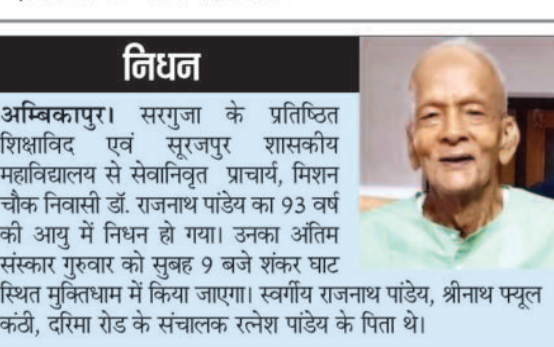 निधन
अम्बिकापुर। सरगुजा के प्रतिष्ठित
शिक्षाविद एवं सूरजपुर शासकीय
महाविद्यालय से सेवानिवृत प्राचार्य, मिशन
चौक निवासी डॉ. राजनाथ पांडेय का 93 वर्ष
की आयु में निधन हो गया। उनका अंतिम
संस्कार गुरुवार को सुबह 9 बजे शंकर घाट
स्थित मुक्तिधाम में किया जाएगा। स्वर्गीय राजनाथ पांडेय, श्रीनाथ फ्यूल
कंठी, दरिमा रोड के संचालक रत्नेश पांडेय के पिता थे।